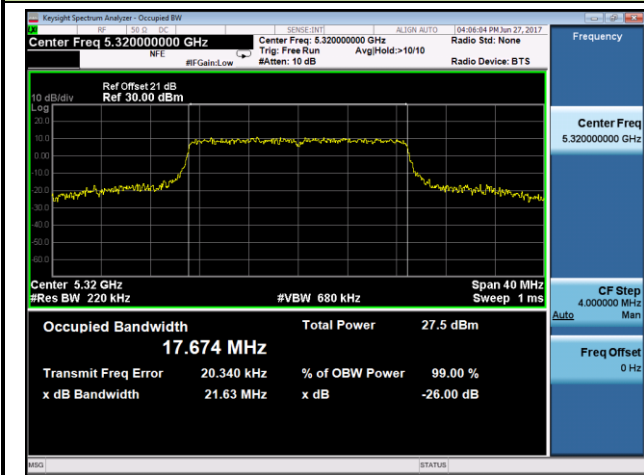 Keysight Spectrum Analyzer - Occupied BW
RF 50 Ω DC SENSE:INT ALIGN AUTO 04:06:04 PM Jun 27, 2017
Center Freq 5.320000000 GHz Center Freq: 5.320000000 GHz Radio Std: None
NFE Trig: Free Run Avg|Hold:>10/10
#IFGain:Low #Atten: 10 dB Radio Device: BTS
Frequency
Ref Offset 21 dB
10 dB/div Ref 30.00 dBm
Log
20.0
10.0
0.00
-10.0
-20.0
-30.0
-40.0
-50.0
-60.0
Center 5.32 GHz Span 40 MHz
#Res BW 220 kHz #VBW 680 kHz Sweep 1 ms
Occupied Bandwidth Total Power 27.5 dBm
17.674 MHz
Transmit Freq Error 20.340 kHz % of OBW Power 99.00 %
x dB Bandwidth 21.63 MHz x dB -26.00 dB
Center Freq
5.320000000 GHz
CF Step
4.000000 MHz
Auto Man
Freq Offset
0 Hz
MSG STATUS